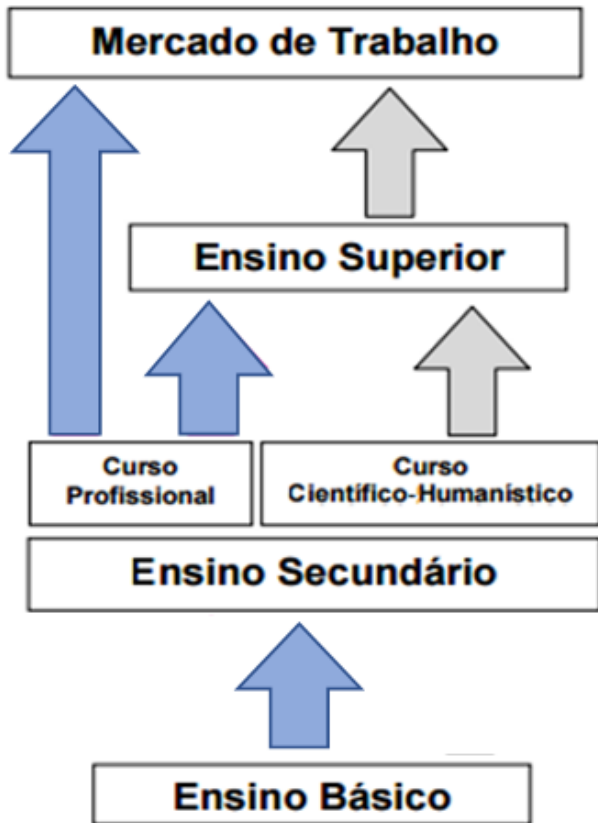 Mercado de Trabalho
Ensino Superior
Curso
Profissional
Curso
Científico-Humanístico
Ensino Secundário
Ensino Básico